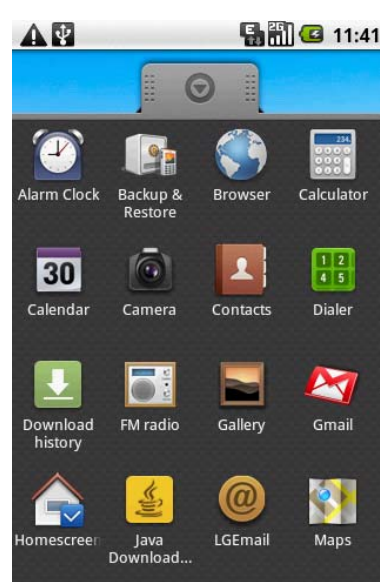 E 2G 11:41
234.
Alarm Clock Backup & Browser Calculator
Restore
30 1 2
4 5
Calendar Camera Contacts Dialer
Download FM radio Gallery Gmail
history
Homescreen Java LGEmail Maps
Download...